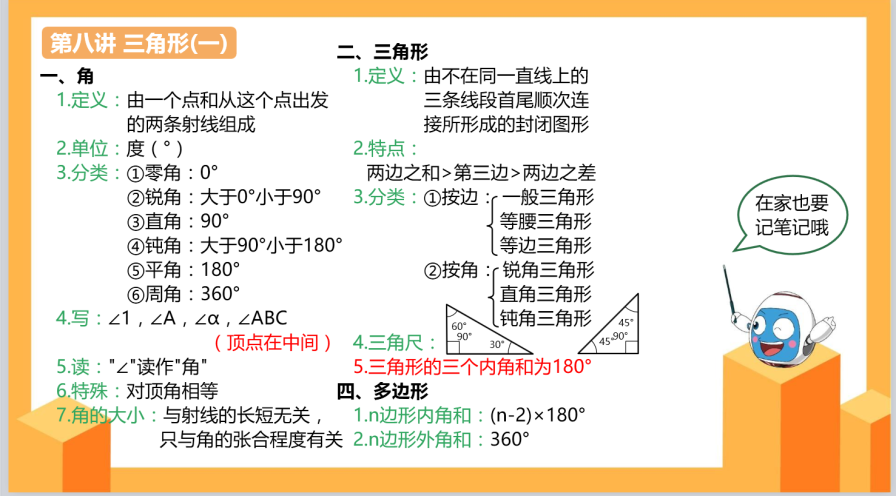 第八讲 三角形(一)
一、角
1.定义：由一个点和从这个点出发
的两条射线组成
2.单位：度（°）
3.分类：①零角：0°
②锐角：大于0°小于90°
③直角：90°
④钝角：大于90°小于180°
⑤平角：180°
⑥周角：360°
4.写：∠1，∠A，∠α，∠ABC
（顶点在中间）
5.读："∠"读作"角"
6.特殊：对顶角相等
7.角的大小：与射线的长短无关，
只与角的张合程度有关
二、三角形
1.定义：由不在同一直线上的
三条线段首尾顺次连
接所形成的封闭图形
2.特点：
两边之和>第三边>两边之差
3.分类：①按边：一般三角形
等腰三角形
等边三角形
②按角：锐角三角形
直角三角形
钝角三角形
4.三角尺：
60°
90°
30°
45°
45°
90°
5.三角形的三个内角和为180°
四、多边形
1.n边形内角和：(n-2)×180°
2.n边形外角和：360°
在家也要
记笔记哦